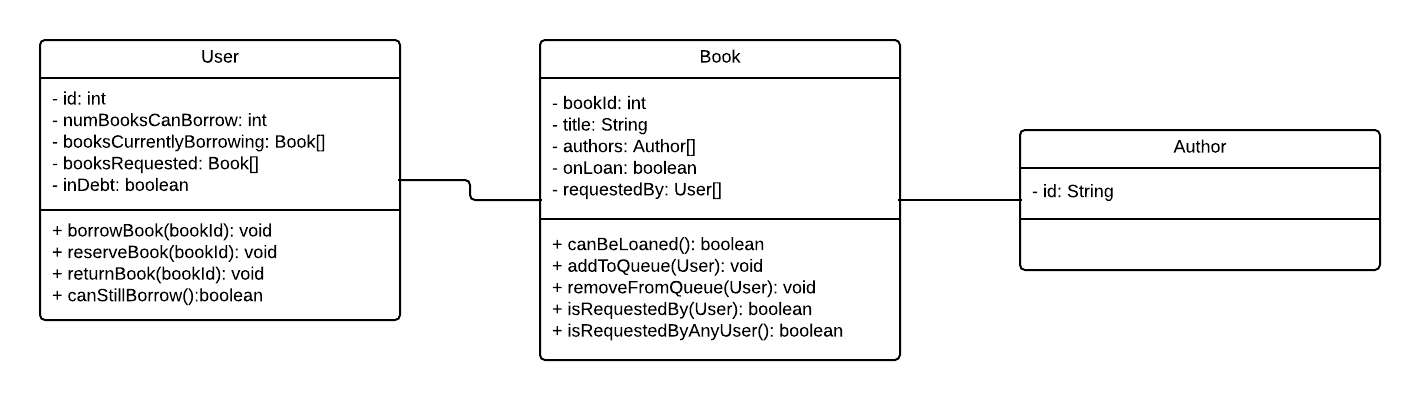 User
- id: int
- numBooksCanBorrow: int
- booksCurrentlyBorrowing: Book[]
- booksRequested: Book[]
- inDebt: boolean
+ borrowBook(bookId): void
+ reserveBook(bookId): void
+ returnBook(bookId): void
+ canStillBorrow():boolean
Book
- bookId: int
- title: String
- authors: Author[]
- onLoan: boolean
- requestedBy: User[]
+ canBeLoaned(): boolean
+ addToQueue(User): void
+ removeFromQueue(User): void
+ isRequestedBy(User): boolean
+ isRequestedByAnyUser(): boolean
Author
- id: String